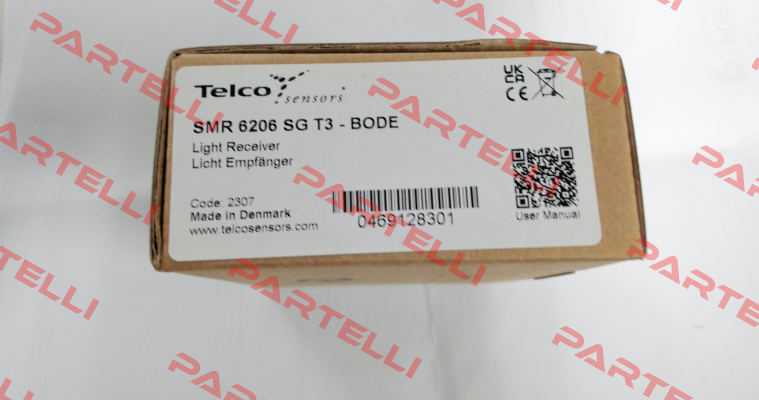 Telco sensors
UK CA
CE
SMR 6206 SG T3 - BODE
Light Receiver
Licht Empfänger
Code: 2307
Made in Denmark
www.telcosensors.com
0469128301
User Manual
PARTELLI
PARTELLI
PARTELLI
PARTELLI
PARTELLI
PARTELLI
PARTELLI
PARTELLI
PARTELLI
PARTELLI
PARTELLI